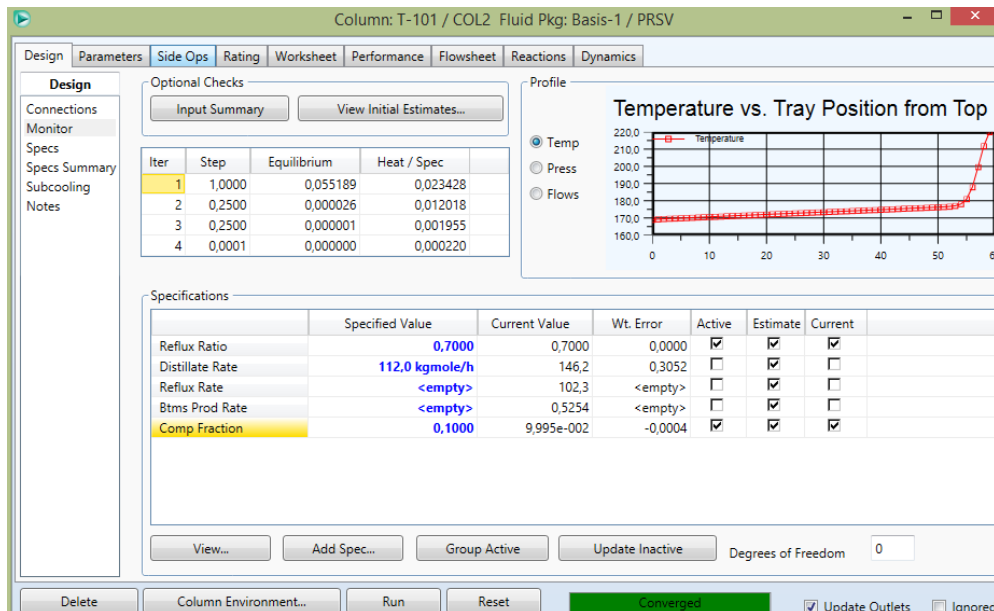 Column: T-101 / COL2 Fluid Pkg: Basis-1 / PRSV
Design Parameters Side Ops Rating Worksheet Performance Flowsheet Reactions Dynamics
Design
Connections
Monitor
Specs
Specs Summary
Subcooling
Notes
Optional Checks
Input Summary View Initial Estimates...
Iter Step Equilibrium Heat / Spec
1 1,0000 0,055189 0,023428
2 0,2500 0,000026 0,012018
3 0,2500 0,000001 0,001955
4 0,0001 0,000000 0,000220
Profile
Temp
Press
Flows
Temperature vs. Tray Position from Top
Temperature
220,0
210,0
200,0
190,0
180,0
170,0
160,0
0 10 20 30 40 50
Specifications
Specified Value Current Value Wt. Error Active Estimate Current
Reflux Ratio 0,7000 0,7000 0,0000
Distillate Rate 112,0 kgmole/h 146,2 0,3052
Reflux Rate <empty> 102,3 <empty>
Btms Prod Rate <empty> 0,5254 <empty>
Comp Fraction 0,1000 9,995e-002 -0,0004
View... Add Spec... Group Active Update Inactive Degrees of Freedom 0
Delete Column Environment... Run Reset Converged Update Outlets Ignored